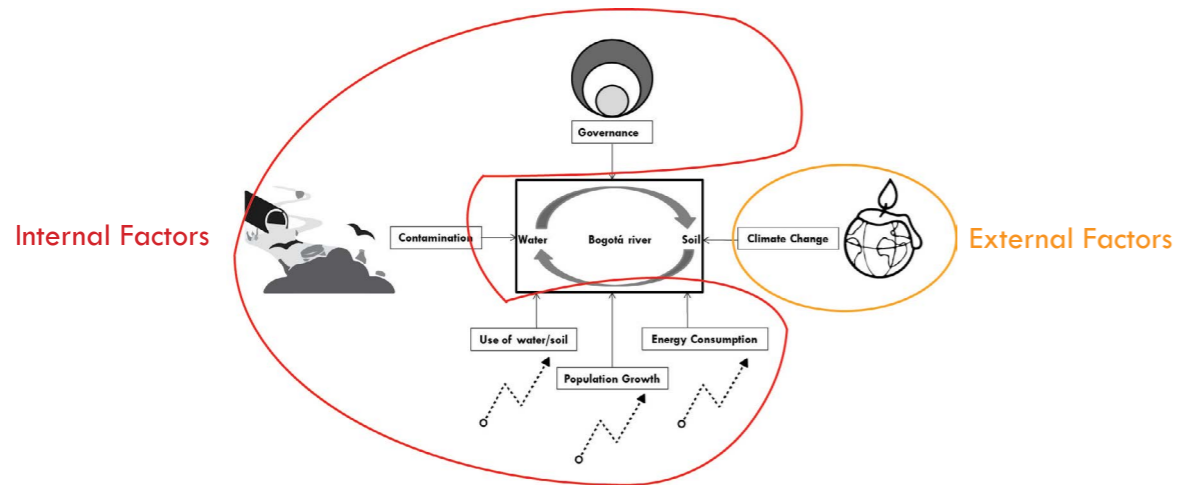 Governance
Internal Factors
Contamination
Water
Bogotá river
Soil
Climate Change
External Factors
Use of water/soil
Energy Consumption
Population Growth